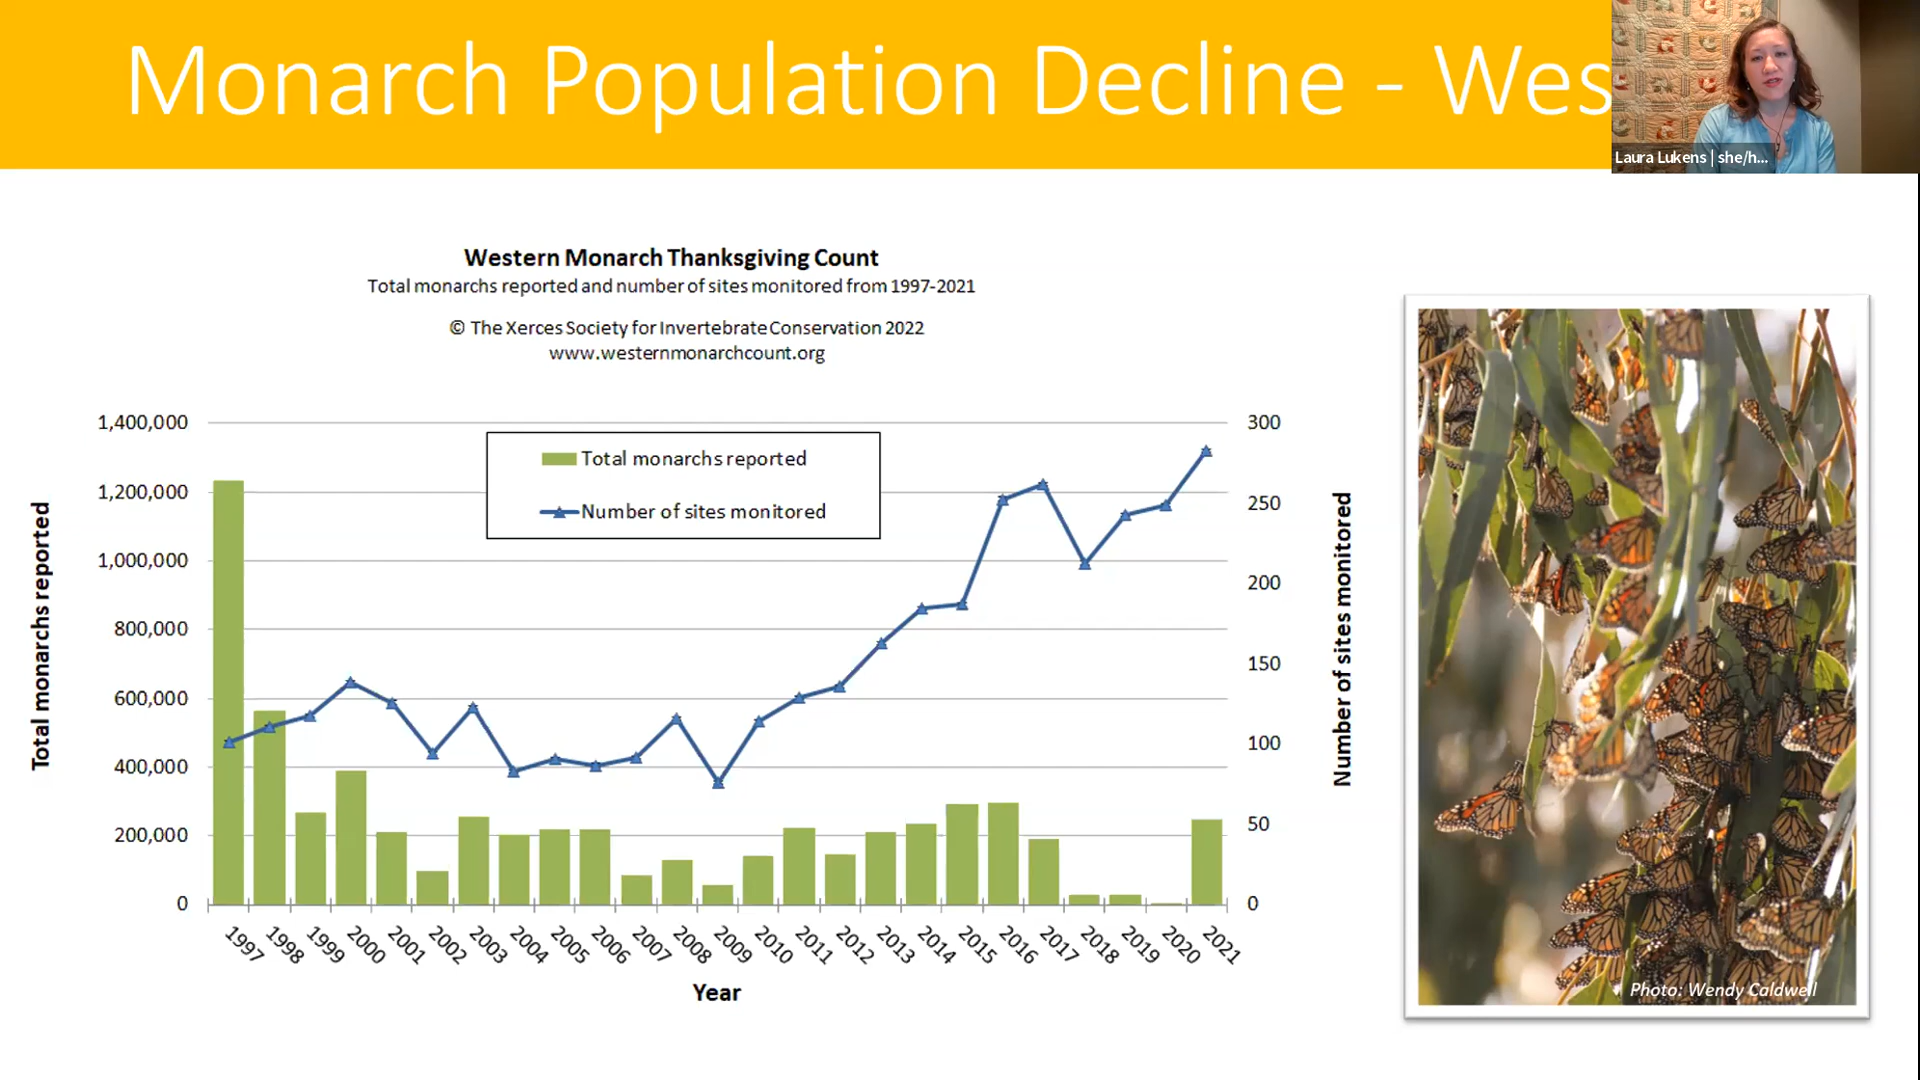 Monarch Population Decline - Wes
Laura Lukens | she/h...
Western Monarch Thanksgiving Count
Total monarchs reported and number of sites monitored from 1997-2021
© The Xerces Society for Invertebrate Conservation 2022
www.westernmonarchcount.org
Total monarchs reported
Number of sites monitored
Total monarchs reported
1,400,000
1,200,000
1,000,000
800,000
600,000
400,000
200,000
0
300
250
200
150
100
50
0
Number of sites monitored
1997 1998 1999 2000 2001 2002 2003 2004 2005 2006 2007 2008 2009 2010 2011 2012 2013 2014 2015 2016 2017 2018 2019 2020 2021
Year
Photo: Wendy Caldwell